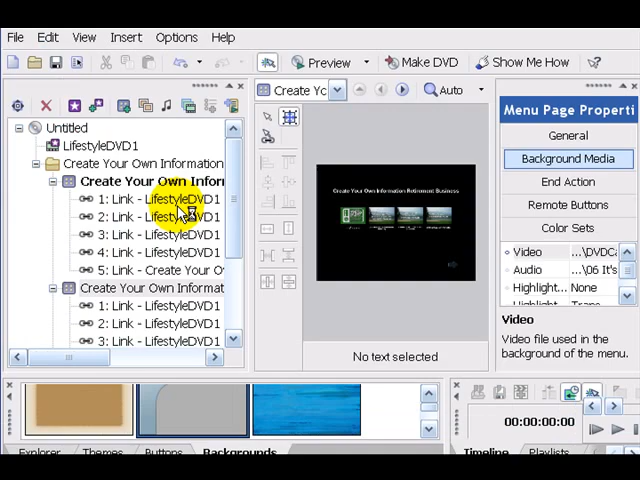 File Edit View Insert Options Help
Preview Make DVD Show Me How
Create Yc Auto
Untitled
LifestyleDVD1
Create Your Own Information
Create Your Own Infor
1: Link - LifestyleDVD1
2: Link - LifestyleDVD1
3: Link - LifestyleDVD1
4: Link - LifestyleDVD1
5: Link - Create Your O
Create Your Own Informat
1: Link - LifestyleDVD1
2: Link - LifestyleDVD1
3: Link - LifestyleDVD1
Create Your Own Information Retirement Business
No text selected
Menu Page Properti
General
Background Media
End Action
Remote Buttons
Color Sets
Video ...\DVDCa
Audio ...\06 It's
Highlight... None
Highlight... Trans
Video
Video file used in the
background of the menu.
00:00:00:00
Explorer Themes Buttons Backgrounds
Timeline Playlists